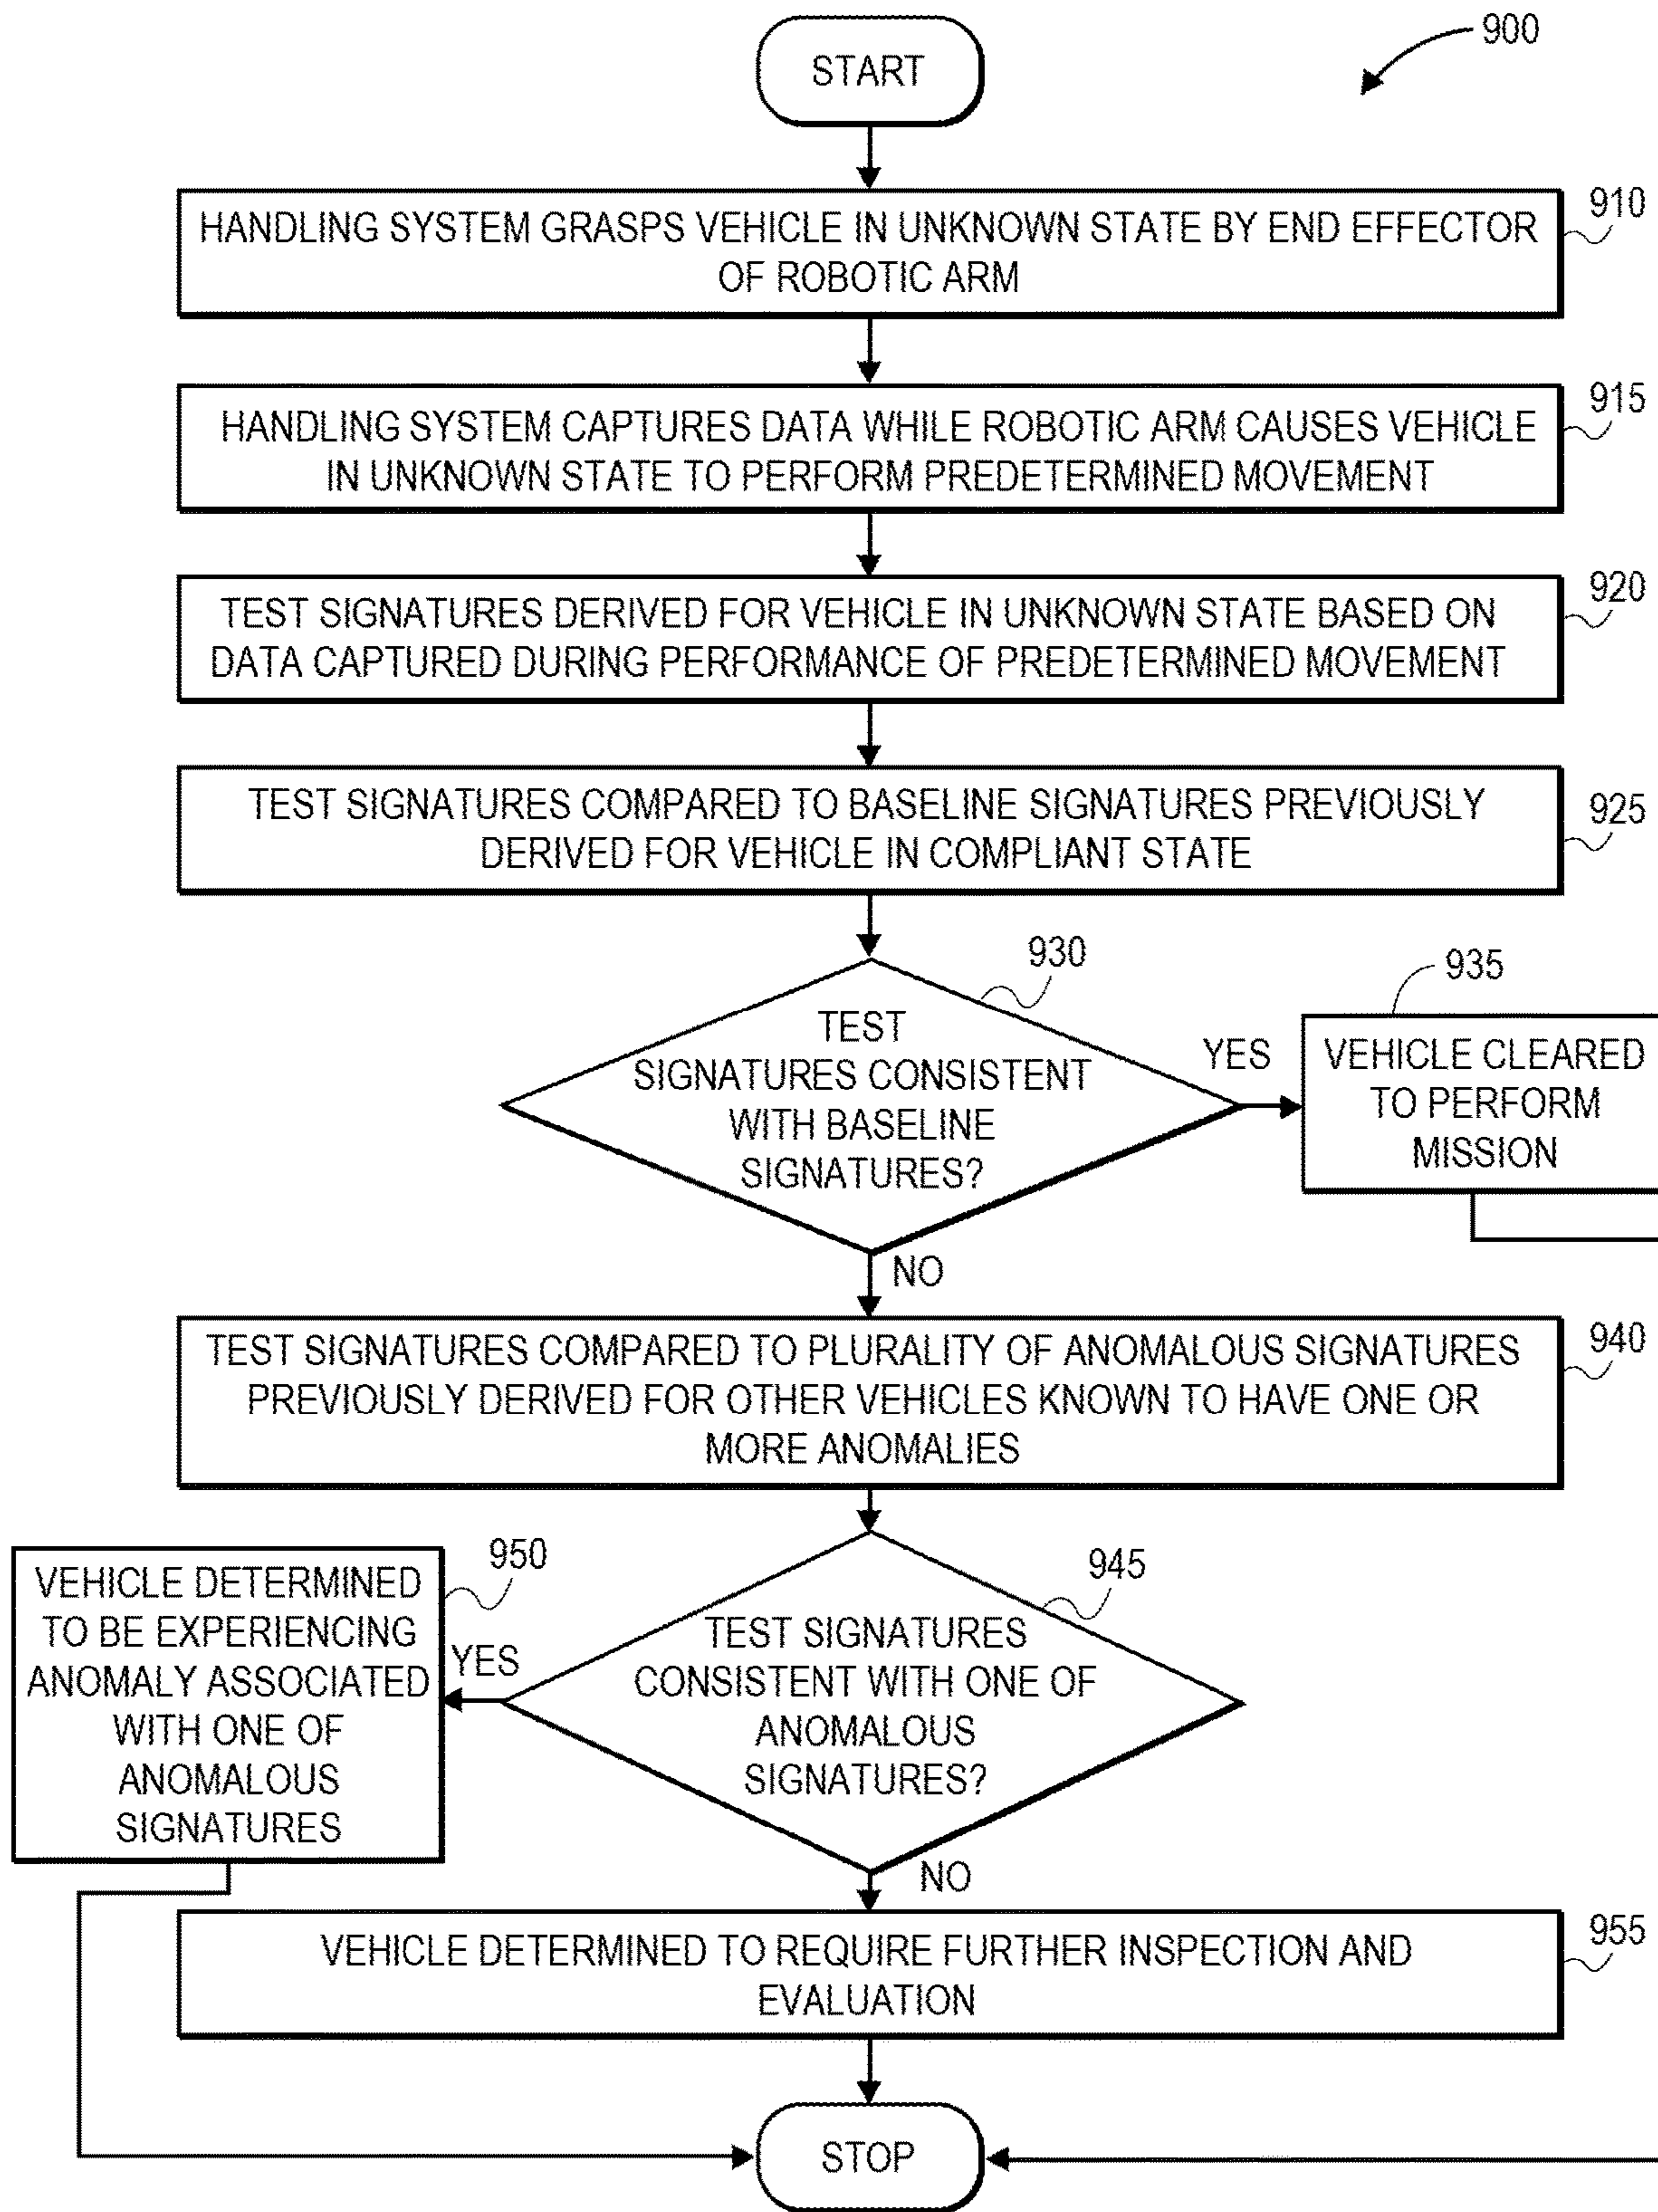 900
START
HANDLING SYSTEM GRASPS VEHICLE IN UNKNOWN STATE BY END EFFECTOR
OF ROBOTIC ARM
910
HANDLING SYSTEM CAPTURES DATA WHILE ROBOTIC ARM CAUSES VEHICLE
IN UNKNOWN STATE TO PERFORM PREDETERMINED MOVEMENT
915
TEST SIGNATURES DERIVED FOR VEHICLE IN UNKNOWN STATE BASED ON
DATA CAPTURED DURING PERFORMANCE OF PREDETERMINED MOVEMENT
920
TEST SIGNATURES COMPARED TO BASELINE SIGNATURES PREVIOUSLY
DERIVED FOR VEHICLE IN COMPLIANT STATE
925
930
TEST
SIGNATURES CONSISTENT
WITH BASELINE
SIGNATURES?
YES
935
VEHICLE CLEARED
TO PERFORM
MISSION
NO
TEST SIGNATURES COMPARED TO PLURALITY OF ANOMALOUS SIGNATURES
PREVIOUSLY DERIVED FOR OTHER VEHICLES KNOWN TO HAVE ONE OR
MORE ANOMALIES
940
945
TEST SIGNATURES
CONSISTENT WITH ONE OF
ANOMALOUS
SIGNATURES?
YES
950
VEHICLE DETERMINED
TO BE EXPERIENCING
ANOMALY ASSOCIATED
WITH ONE OF
ANOMALOUS
SIGNATURES
NO
VEHICLE DETERMINED TO REQUIRE FURTHER INSPECTION AND
EVALUATION
955
STOP